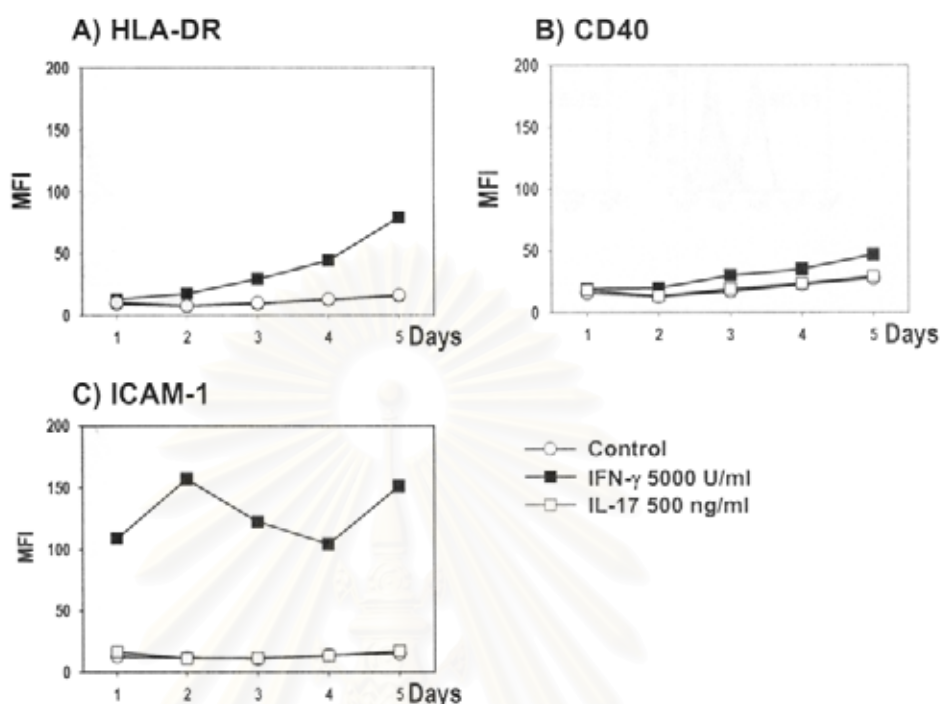 A) HLA-DR
B) CD40
200
150
100
50
0
MFI
1 2 3 4 5 Days
200
150
100
50
0
MFI
1 2 3 4 5 Days
C) ICAM-1
200
150
100
50
0
MFI
1 2 3 4 5 Days
Control
IFN-γ 5000 U/ml
IL-17 500 ng/ml